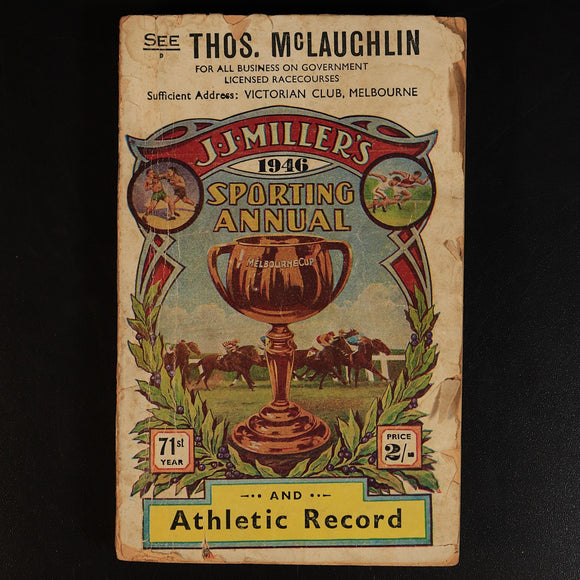 SEE THOS. McLAUGHLIN
FOR ALL BUSINESS ON GOVERNMENT
LICENSED RACECOURSES
Sufficient Address: VICTORIAN CLUB, MELBOURNE
J.J. MILLER'S
1946
SPORTING
ANNUAL
MELBOURNE CUP
71st
YEAR
PRICE
2/-
AND
Athletic Record